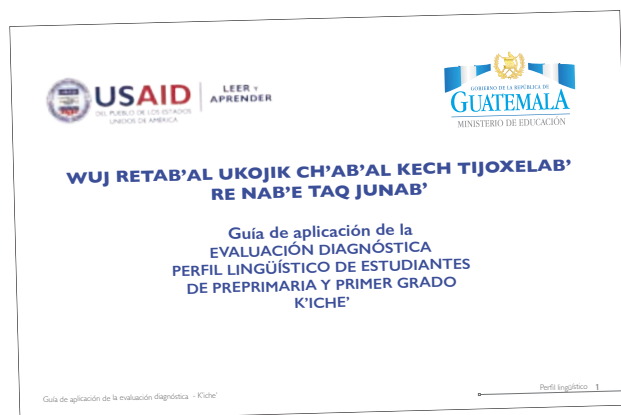 USAID
DEL PUEBLO DE LOS ESTADOS
UNIDOS DE AMÉRICA
LEER Y
APRENDER
GOBIERNO DE LA REPÚBLICA DE
GUATEMALA
MINISTERIO DE EDUCACIÓN
WUJ RETAB'AL UKOJIK CH'AB'AL KECH TIJOXELAB'
RE NAB'E TAQ JUNAB'
Guía de aplicación de la
EVALUACIÓN DIAGNÓSTICA
PERFIL LINGÜÍSTICO DE ESTUDIANTES
DE PREPRIMARIA Y PRIMER GRADO
K'ICHE'
Guía de aplicación de la evaluación diagnóstica - K'iche'
Perfil lingüístico 1